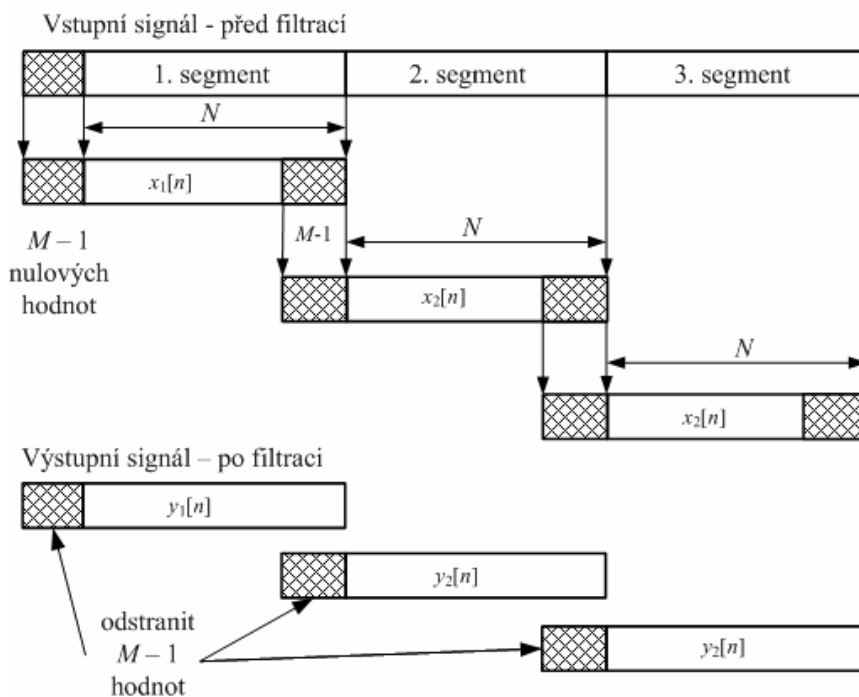 Vstupní signál - před filtrací
1. segment
2. segment
3. segment
N
x₁[n]
M – 1
nulových
hodnot
M-1
N
x₂[n]
N
x₂[n]
Výstupní signál – po filtraci
y₁[n]
y₂[n]
odstranit
M – 1
hodnot
y₂[n]